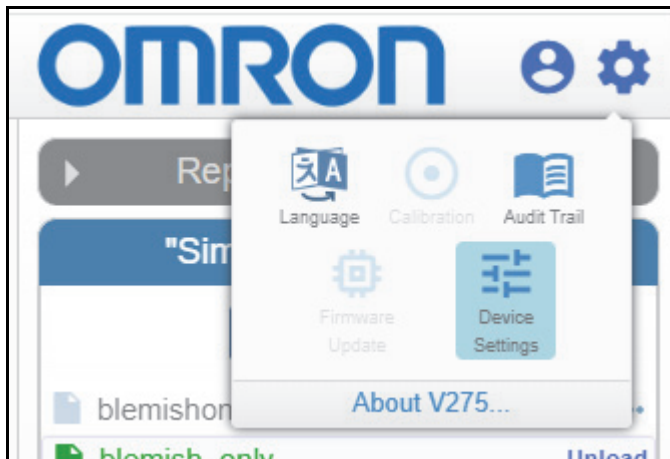 OMRON
Rep
Language
Calibration
Audit Trail
"Sim
Firmware
Update
Device
Settings
blemishon
About V275...
blemish_only
Upload